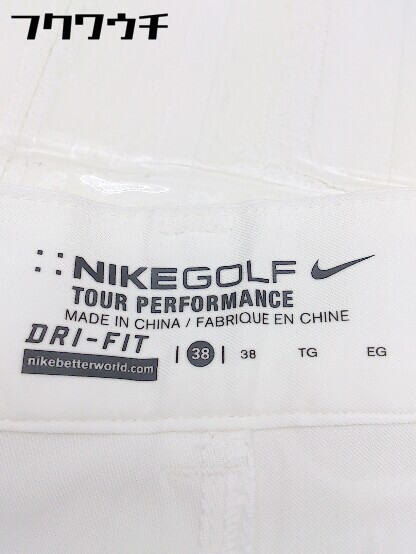 フクウクチ
NIKEGOLF
TOUR PERFORMANCE
MADE IN CHINA / FABRIQUE EN CHINE
DRI-FIT | 38 | 38 TG EG
nikebetterworld.com